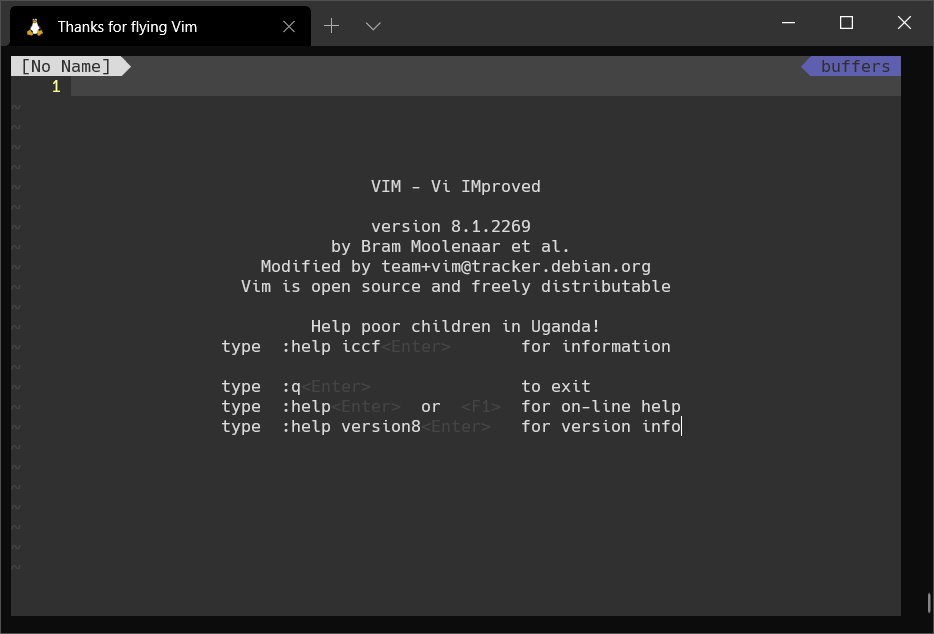 Thanks for flying Vim
[No Name] buffers
1
~
~
~
~
~ VIM - Vi IMproved
~
~ version 8.1.2269
~ by Bram Moolenaar et al.
~ Modified by team+vim@tracker.debian.org
~ Vim is open source and freely distributable
~
~ Help poor children in Uganda!
~ type :help iccf<Enter> for information
~
~ type :q<Enter> to exit
~ type :help<Enter> or <F1> for on-line help
~ type :help version8<Enter> for version info
~
~
~
~
~
~
~